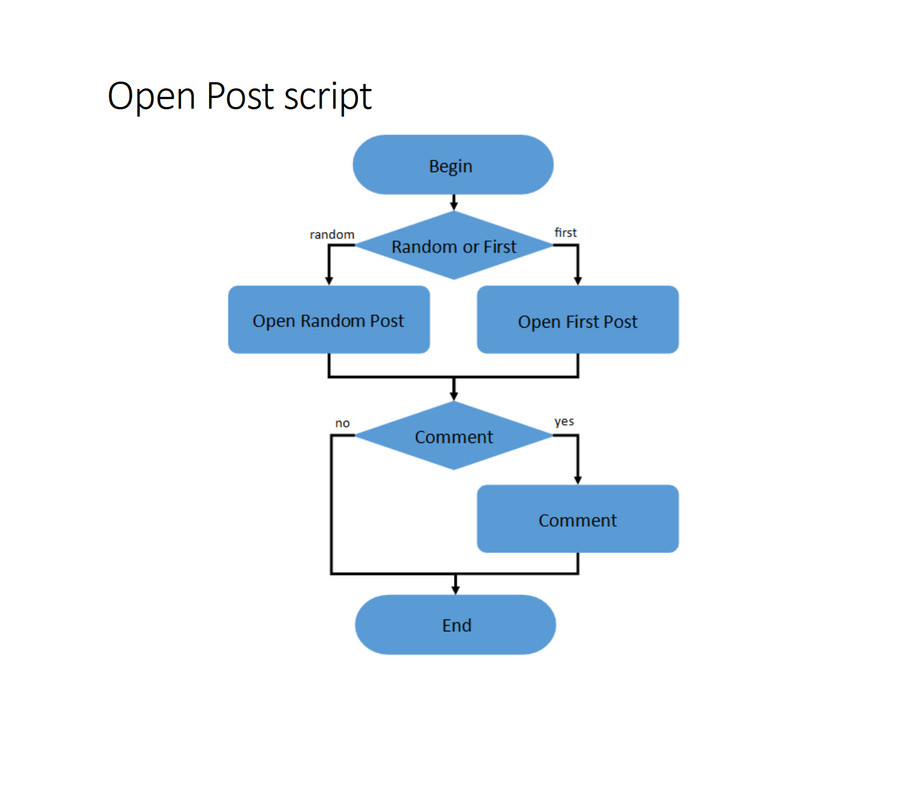 Open Post script
Begin
random
first
Random or First
Open Random Post
Open First Post
no
yes
Comment
Comment
End